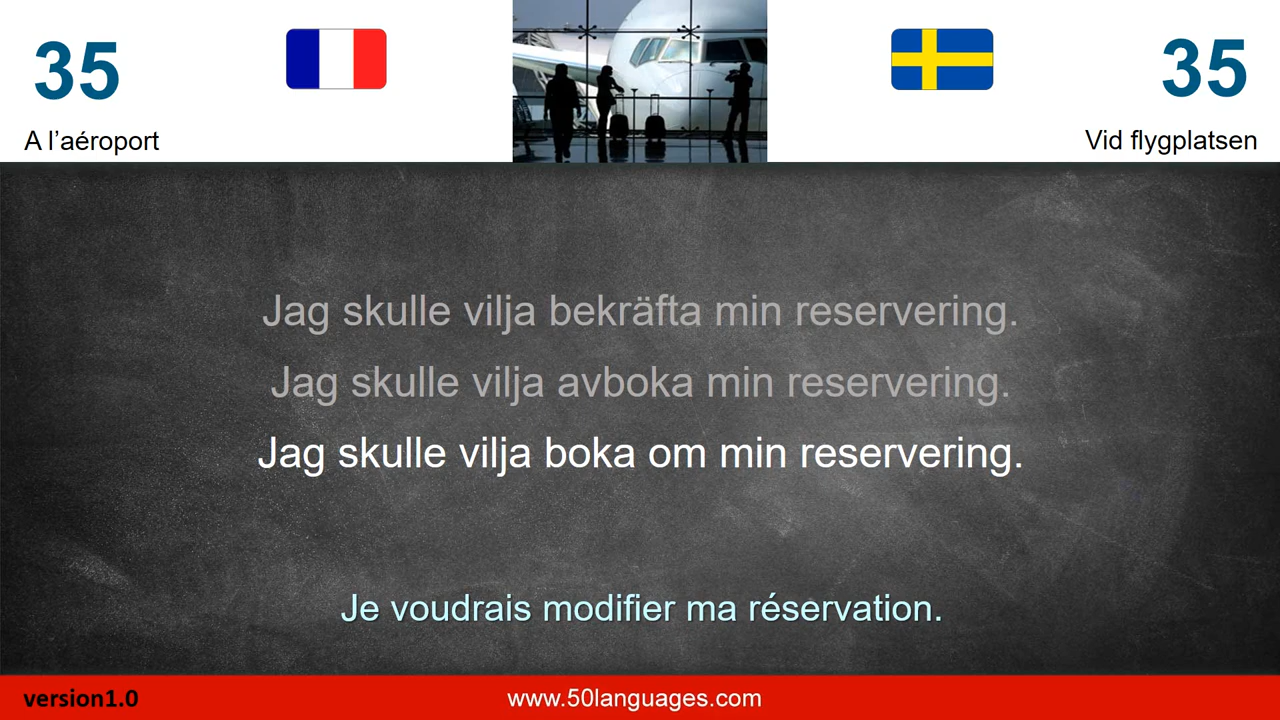 35
35
A l’aéroport
Vid flygplatsen
Jag skulle vilja bekräfta min reservering.
Jag skulle vilja avboka min reservering.
Jag skulle vilja boka om min reservering.
Je voudrais modifier ma réservation.
version1.0
www.50languages.com